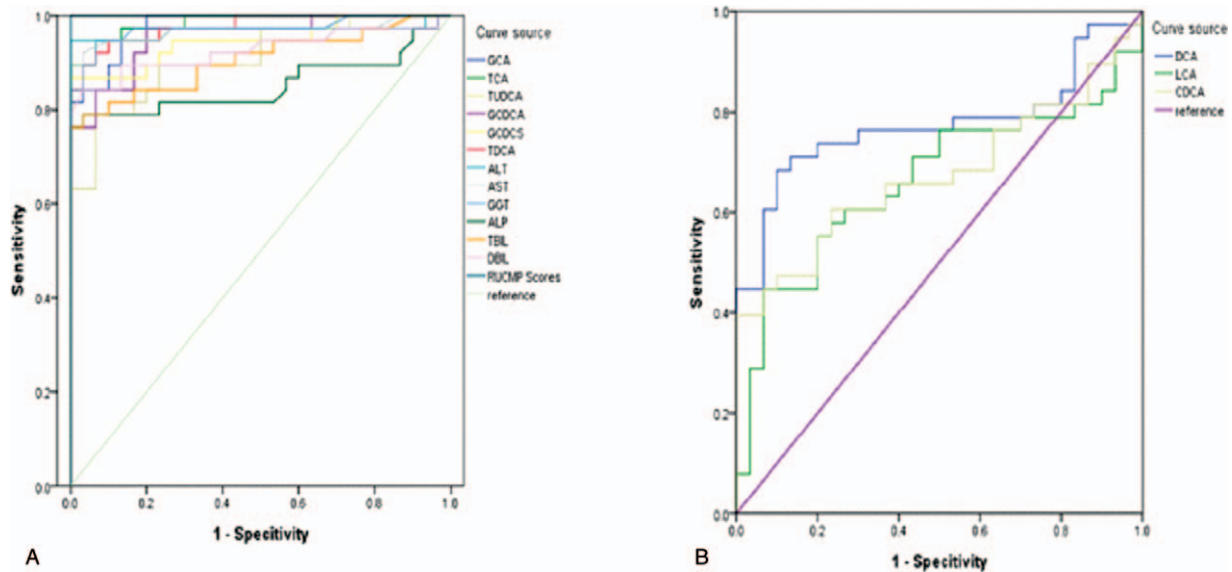 1.0
0.8
0.6
0.4
0.2
0.0
Sensitivity
0.0 0.2 0.4 0.6 0.8 1.0
1 - Specitivity
A
Curve source
GCA
TCA
TUDCA
GCDCA
GCDCS
TDCA
ALT
AST
GGT
ALP
TBIL
DBIL
RUCMP Scores
reference
1.0
0.8
0.6
0.4
0.2
0.0
Sensitivity
0.0 0.2 0.4 0.6 0.8 1.0
1 - Specitivity
B
Curve source
DCA
LCA
CDCA
reference